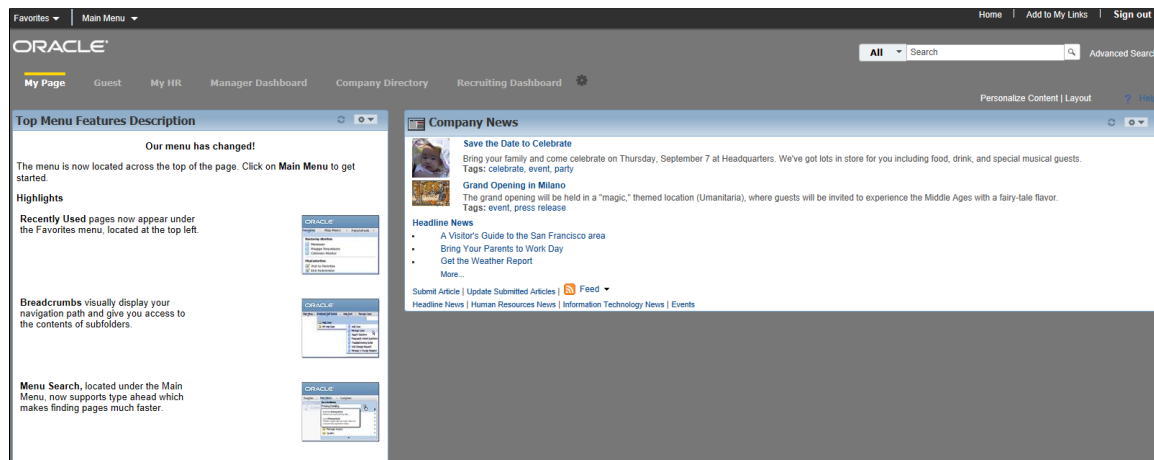 Favorites Main Menu Home Add to My Links Sign out
ORACLE
All Search Advanced Search
My Page Guest My HR Manager Dashboard Company Directory Recruiting Dashboard
Personalize Content | Layout ? Help
Top Menu Features Description
Our menu has changed!
The menu is now located across the top of the page. Click on Main Menu to get
started.
Highlights
Recently Used pages now appear under
the Favorites menu, located at the top left.
ORACLE
Breadcrumbs visually display your
navigation path and give you access to
the contents of subfolders.
ORACLE
Menu Search, located under the Main
Menu, now supports type ahead which
makes finding pages much faster.
ORACLE
Company News
Save the Date to Celebrate
Bring your family and come celebrate on Thursday, September 7 at Headquarters. We've got lots in store for you including food, drink, and special musical guests.
Tags: celebrate, event, party
Grand Opening in Milano
The grand opening will be held in a "magic," themed location (Umanitaria), where guests will be invited to experience the Middle Ages with a fairy-tale flavor.
Tags: event, press release
Headline News
• A Visitor's Guide to the San Francisco area
• Bring Your Parents to Work Day
• Get the Weather Report
More...
Submit Article | Update Submitted Articles | Feed
Headline News | Human Resources News | Information Technology News | Events